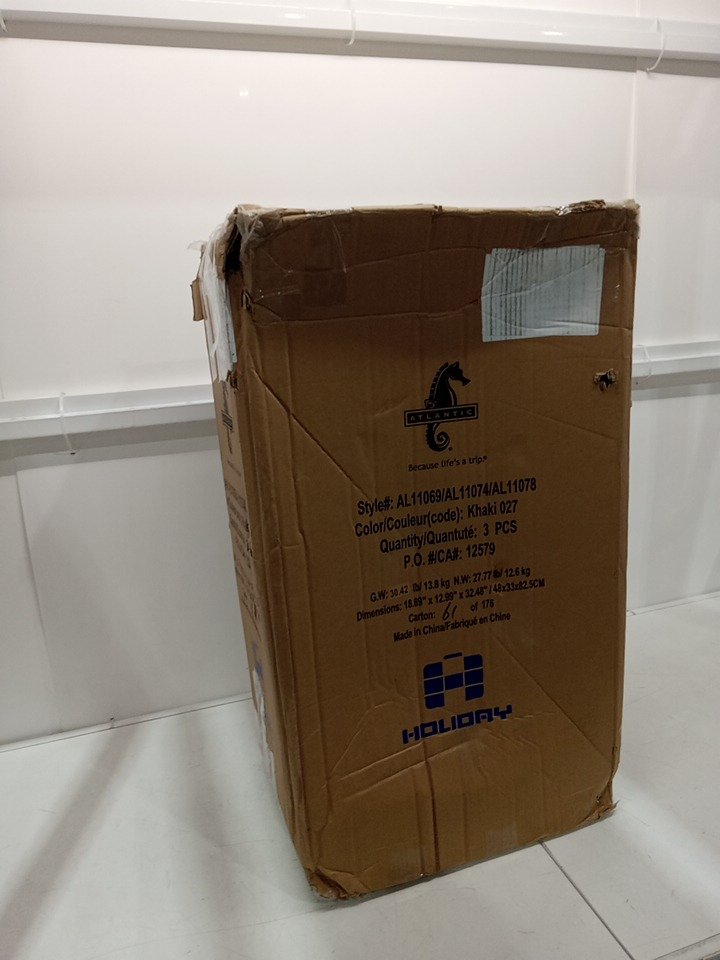 ATLANTIC
Because life's a trip.®
Style#: AL11069/AL11074/AL11078
Color/Couleur(code): Khaki 027
Quantity/Quantuté: 3 PCS
P.O. #/CA#: 12579
G.W: 30.42 lb/ 13.8 kg N.W: 27.77 lb/ 12.6 kg
Dimensions: 18.89" x 12.99" x 32.48" / 48x33x82.5CM
Carton: 61 of 176
Made in China/Fabriqué en Chine
HOLIDAY